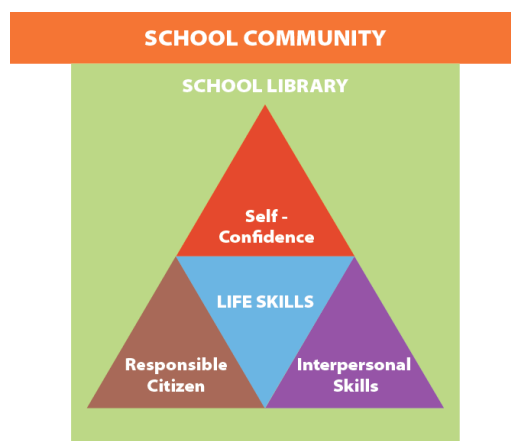 SCHOOL COMMUNITY
SCHOOL LIBRARY
Self -
Confidence
LIFE SKILLS
Responsible
Citizen
Interpersonal
Skills